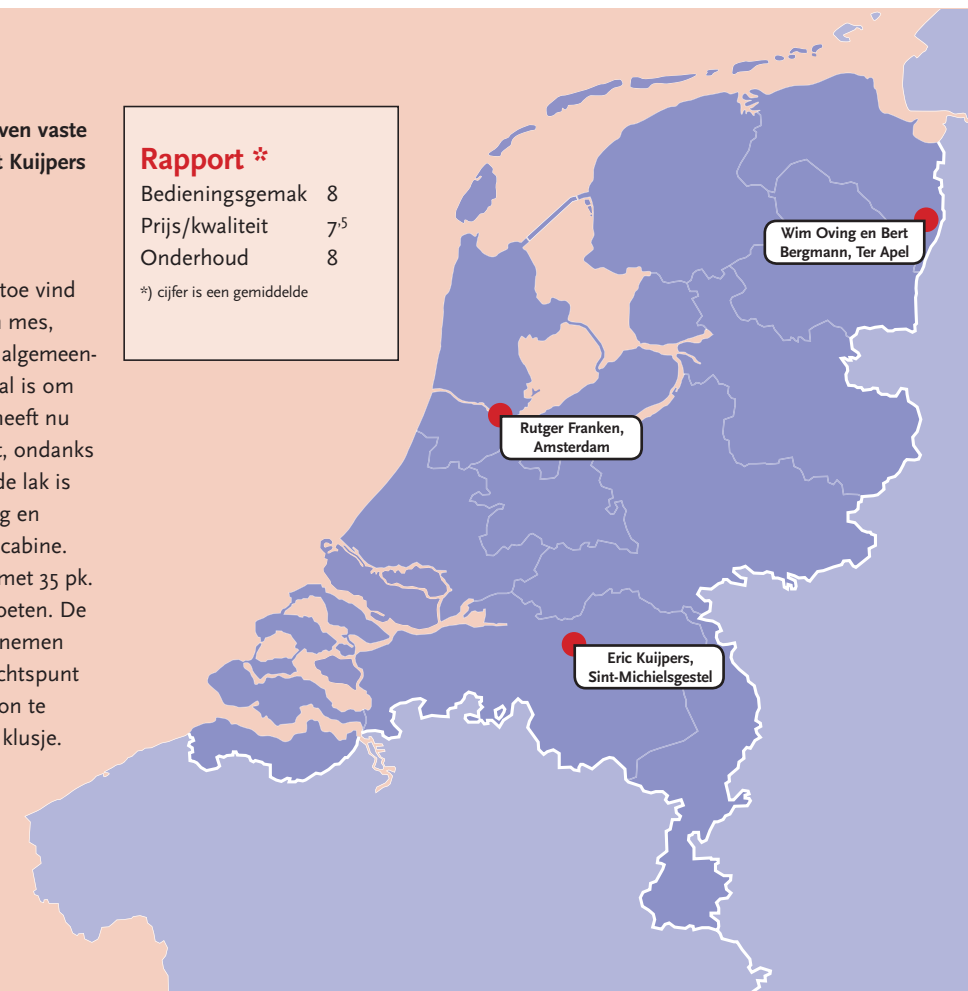 ven vaste
Kuijpers
toe vind
mes,
algemeen-
al is om
heeft nu
, ondanks
de lak is
g en
cabine.
met 35 pk.
oeten. De
nemen
chtspunt
on te
klusje.
Rapport *
Bedieningsgemak 8
Prijs/kwaliteit 7,5
Onderhoud 8
*) cijfer is een gemiddelde
Wim Oving en Bert
Bergmann, Ter Apel
Rutger Franken,
Amsterdam
Eric Kuijpers,
Sint-Michielsgestel